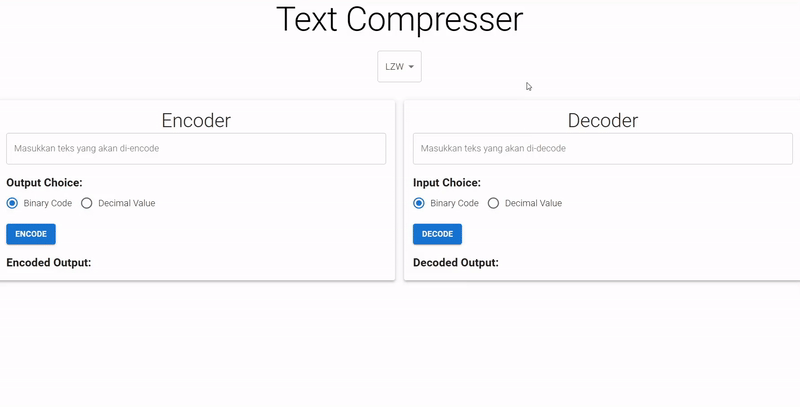 Text Compresser
LZW
Encoder
Masukkan teks yang akan di-encode
Output Choice:
Binary Code
Decimal Value
ENCODE
Encoded Output:
Decoder
Masukkan teks yang akan di-decode
Input Choice:
Binary Code
Decimal Value
DECODE
Decoded Output: